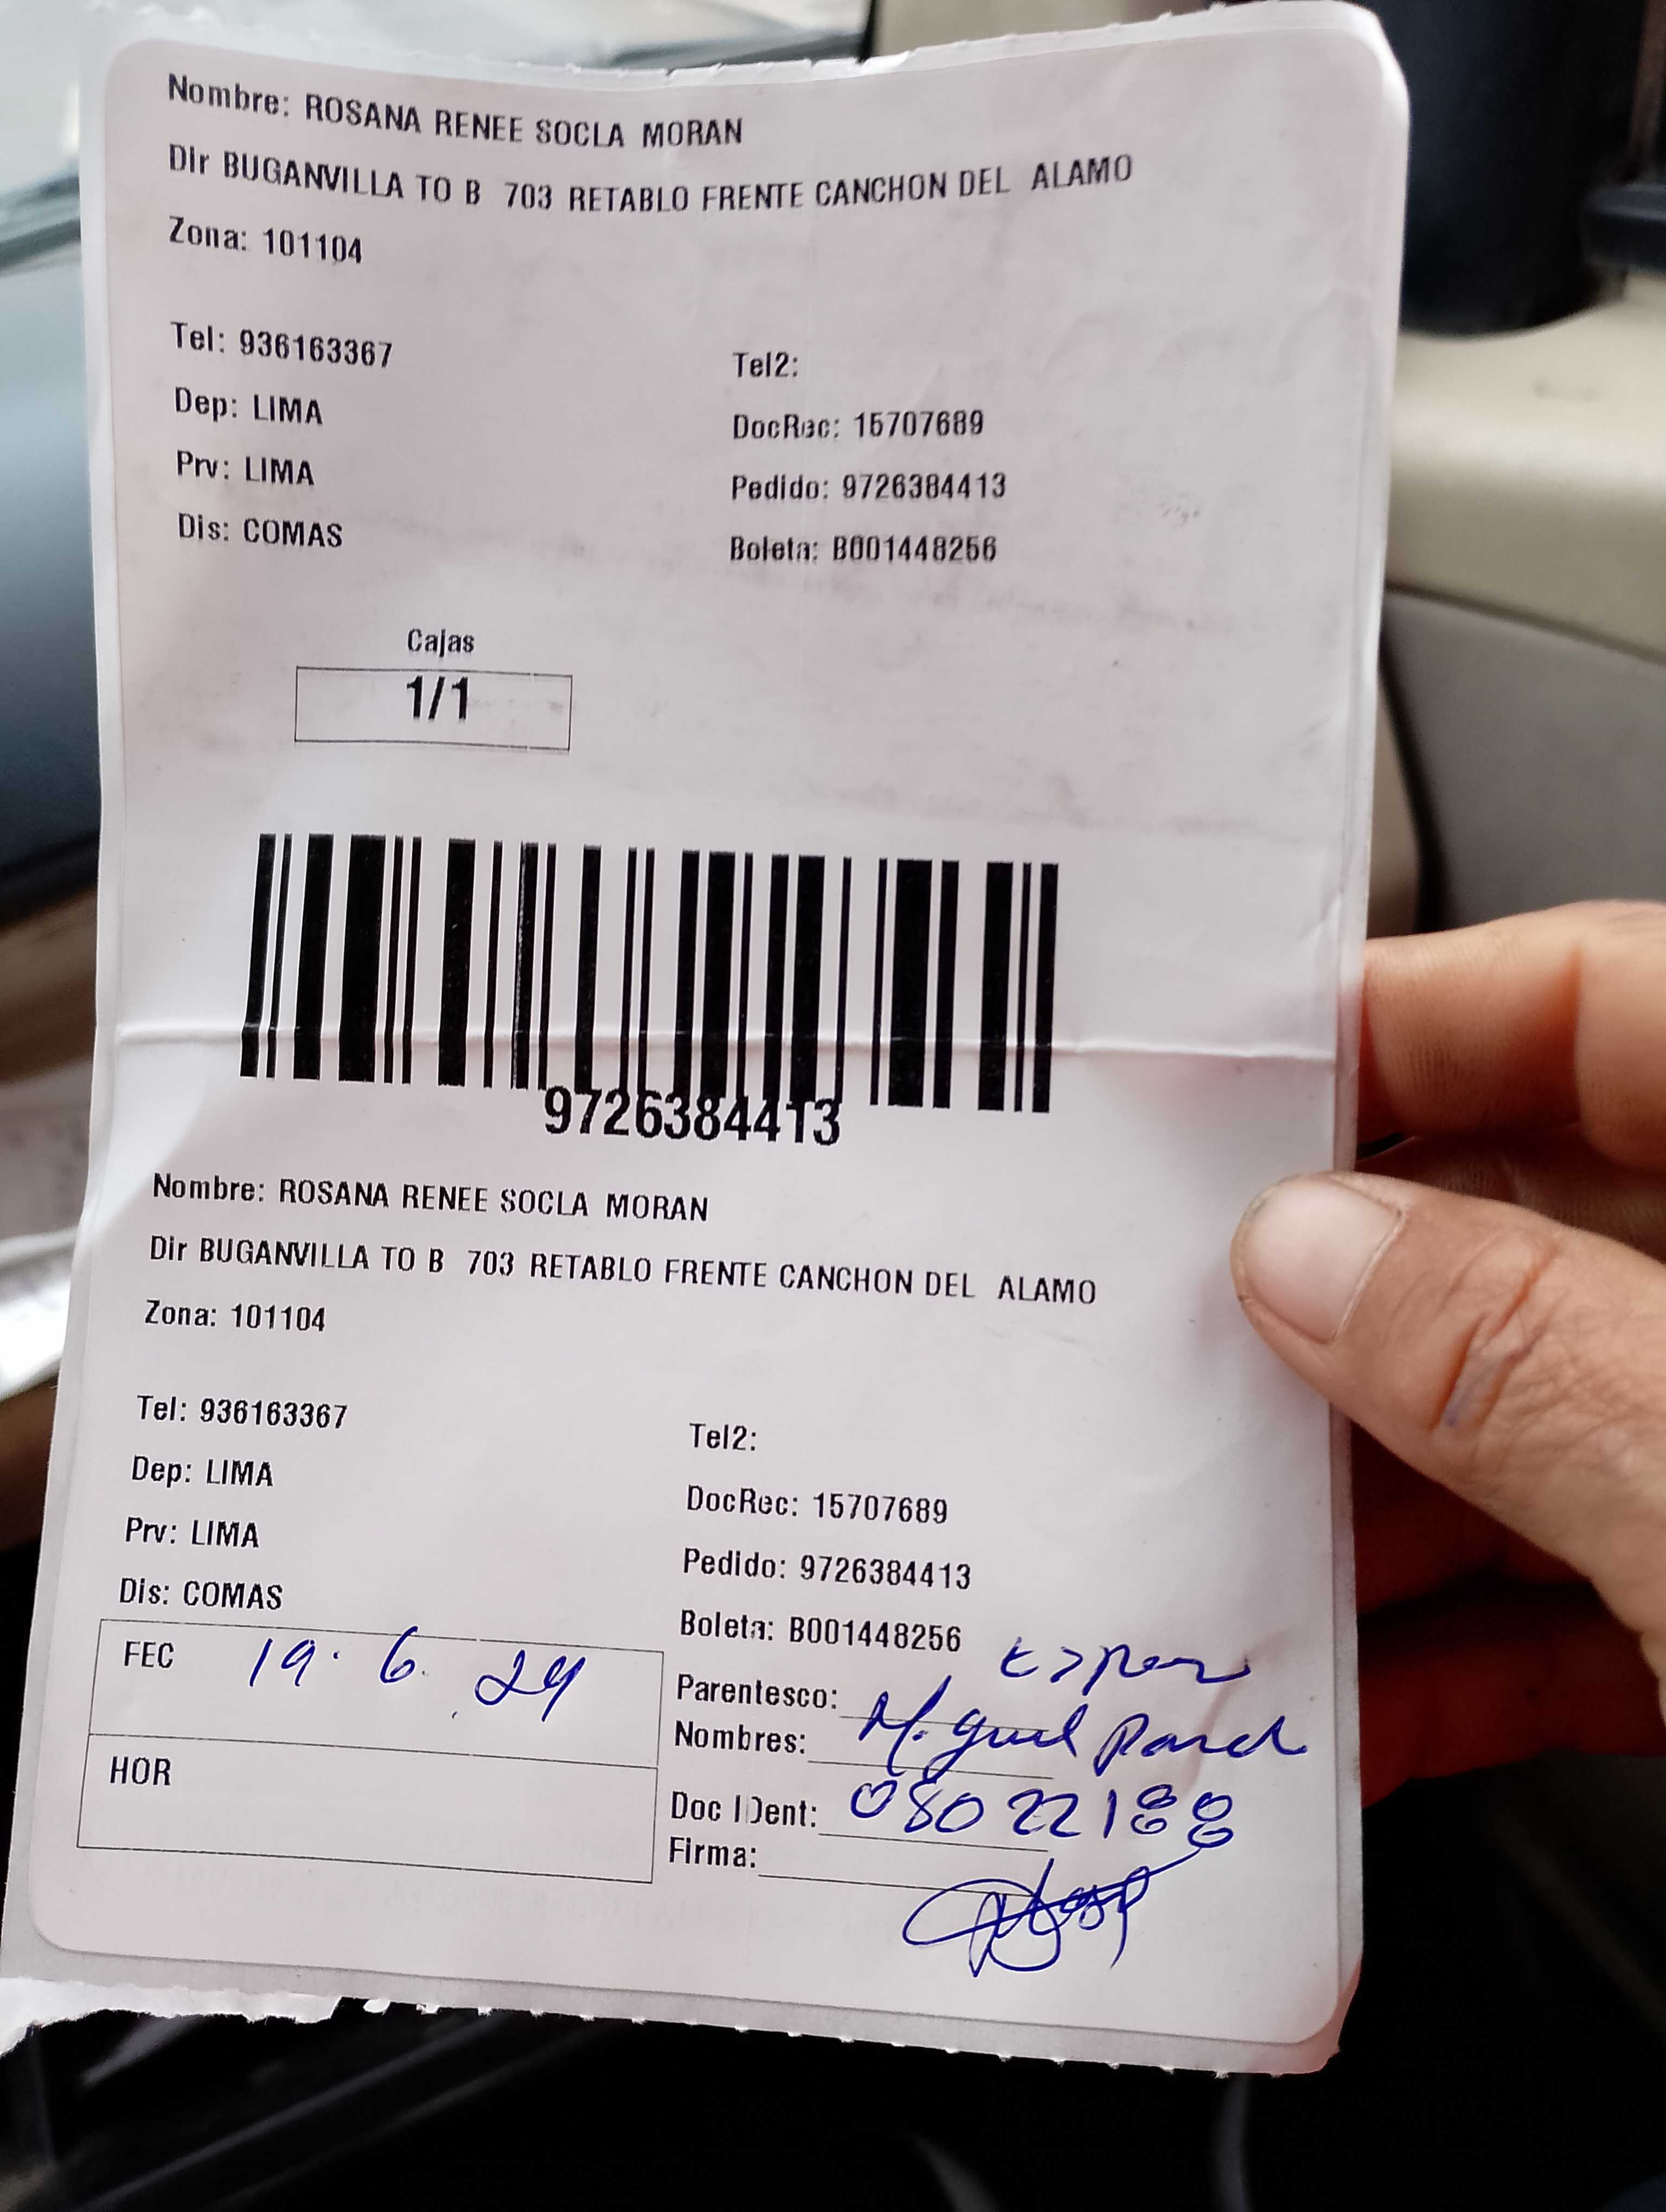 Nombre: ROSANA RENEE SOCLA MORAN
Dir BUGANVILLA TO B 703 RETABLO FRENTE CANCHON DEL ALAMO
Zona: 101104
Tel: 936163367
Tel2:
Dep: LIMA
DocRec: 15707689
Prv: LIMA
Pedido: 9726384413
Dis: COMAS
Boleta: B001448256
Cajas
1/1
9726384413
Nombre: ROSANA RENEE SOCLA MORAN
Dir BUGANVILLA TO B 703 RETABLO FRENTE CANCHON DEL ALAMO
Zona: 101104
Tel: 936163367
Tel2:
Dep: LIMA
DocRec: 15707689
Prv: LIMA
Pedido: 9726384413
Dis: COMAS
Boleta: B001448256
FEC 19. 6. 24
Parentesco:
Nombres: Miguel
HOR
Doc IDent: 08022188
Firma: